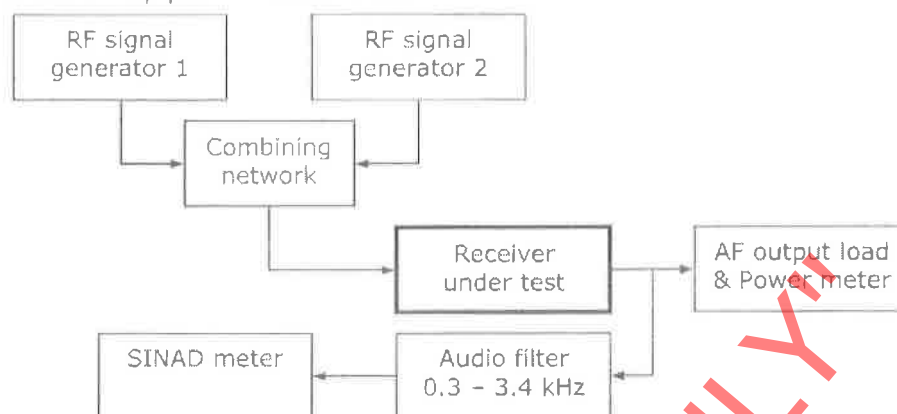 RF signal
generator 1
RF signal
generator 2
Combining
network
Receiver
under test
AF output load
& Power meter
SINAD meter
Audio filter
0.3 – 3.4 kHz
LY"